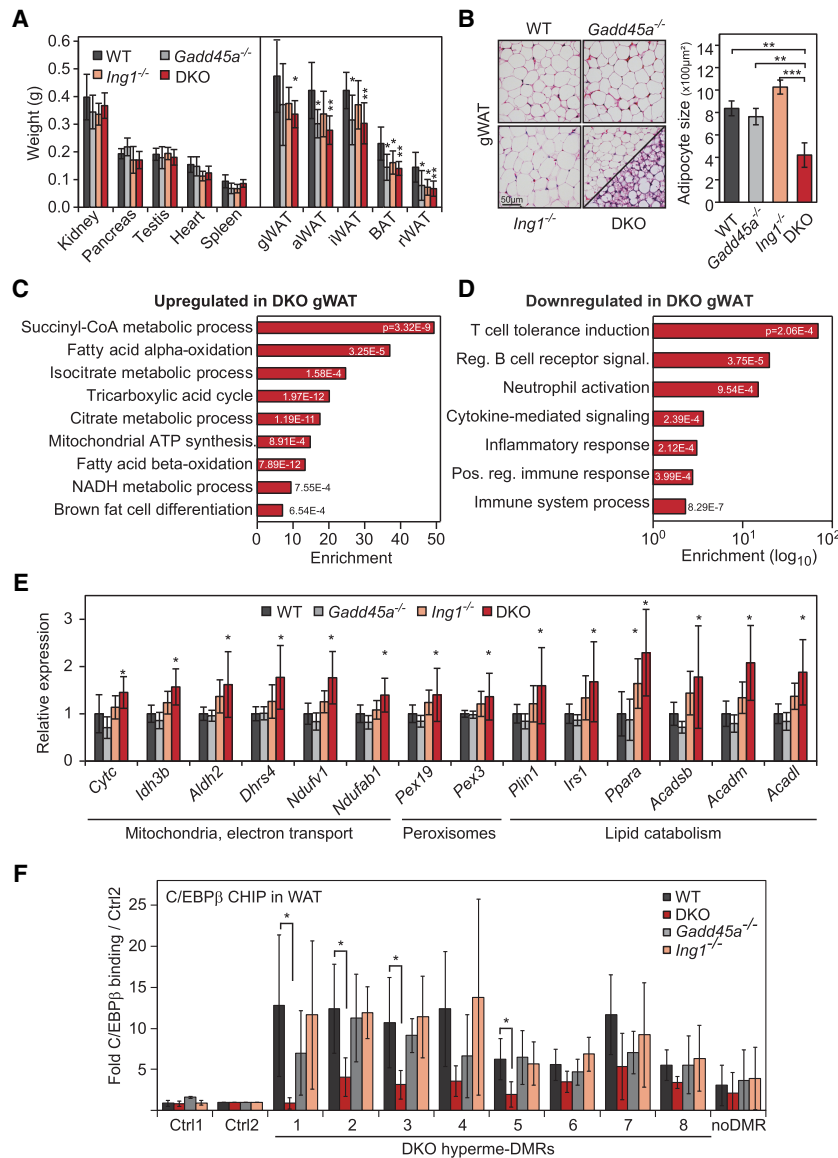 A
Weight (g)
0.6
0.5
0.4
0.3
0.2
0.1
0.0
WT
Gadd45a-/-
Ing1-/-
DKO
*
*
**
*
**
*
*
**
*
**
**
Kidney
Pancreas
Testis
Heart
Spleen
gWAT
aWAT
iWAT
BAT
rWAT
B
WT
Gadd45a-/-
gWAT
50µm
Ing1-/-
DKO
Adipocyte size (x100µm²)
14
12
10
8
6
4
2
0
**
**
***
WT
Gadd45a-/-
Ing1-/-
DKO
C
Upregulated in DKO gWAT
Succinyl-CoA metabolic process p=3.32E-9
Fatty acid alpha-oxidation 3.25E-5
Isocitrate metabolic process 1.58E-4
Tricarboxylic acid cycle 1.97E-12
Citrate metabolic process 1.19E-11
Mitochondrial ATP synthesis. 8.91E-4
Fatty acid beta-oxidation 7.89E-12
NADH metabolic process 7.55E-4
Brown fat cell differentiation 6.54E-4
0 10 20 30 40 50
Enrichment
D
Downregulated in DKO gWAT
T cell tolerance induction p=2.06E-4
Reg. B cell receptor signal. 3.75E-5
Neutrophil activation 9.54E-4
Cytokine-mediated signaling 2.39E-4
Inflammatory response 2.12E-4
Pos. reg. immune response 3.99E-4
Immune system process 8.29E-7
10⁰ 10¹ 10²
Enrichment (log10)
E
Relative expression
3
2
1
0
WT Gadd45a-/- Ing1-/- DKO
* * * * * * * * * * * * * * *
Cytc
Idh3b
Aldh2
Dhrs4
Ndufv1
Ndufab1
Pex19
Pex3
Plin1
Irs1
Ppara
Acadsb
Acadm
Acadl
Mitochondria, electron transport
Peroxisomes
Lipid catabolism
F
C/EBPβ CHIP in WAT
Fold C/EBPβ binding / Ctrl2
25
20
15
10
5
WT
DKO
Gadd45a-/-
Ing1-/-
*
*
*
*
Ctrl1 Ctrl2 1 2 3 4 5 6 7 8 noDMR
DKO hyperme-DMRs